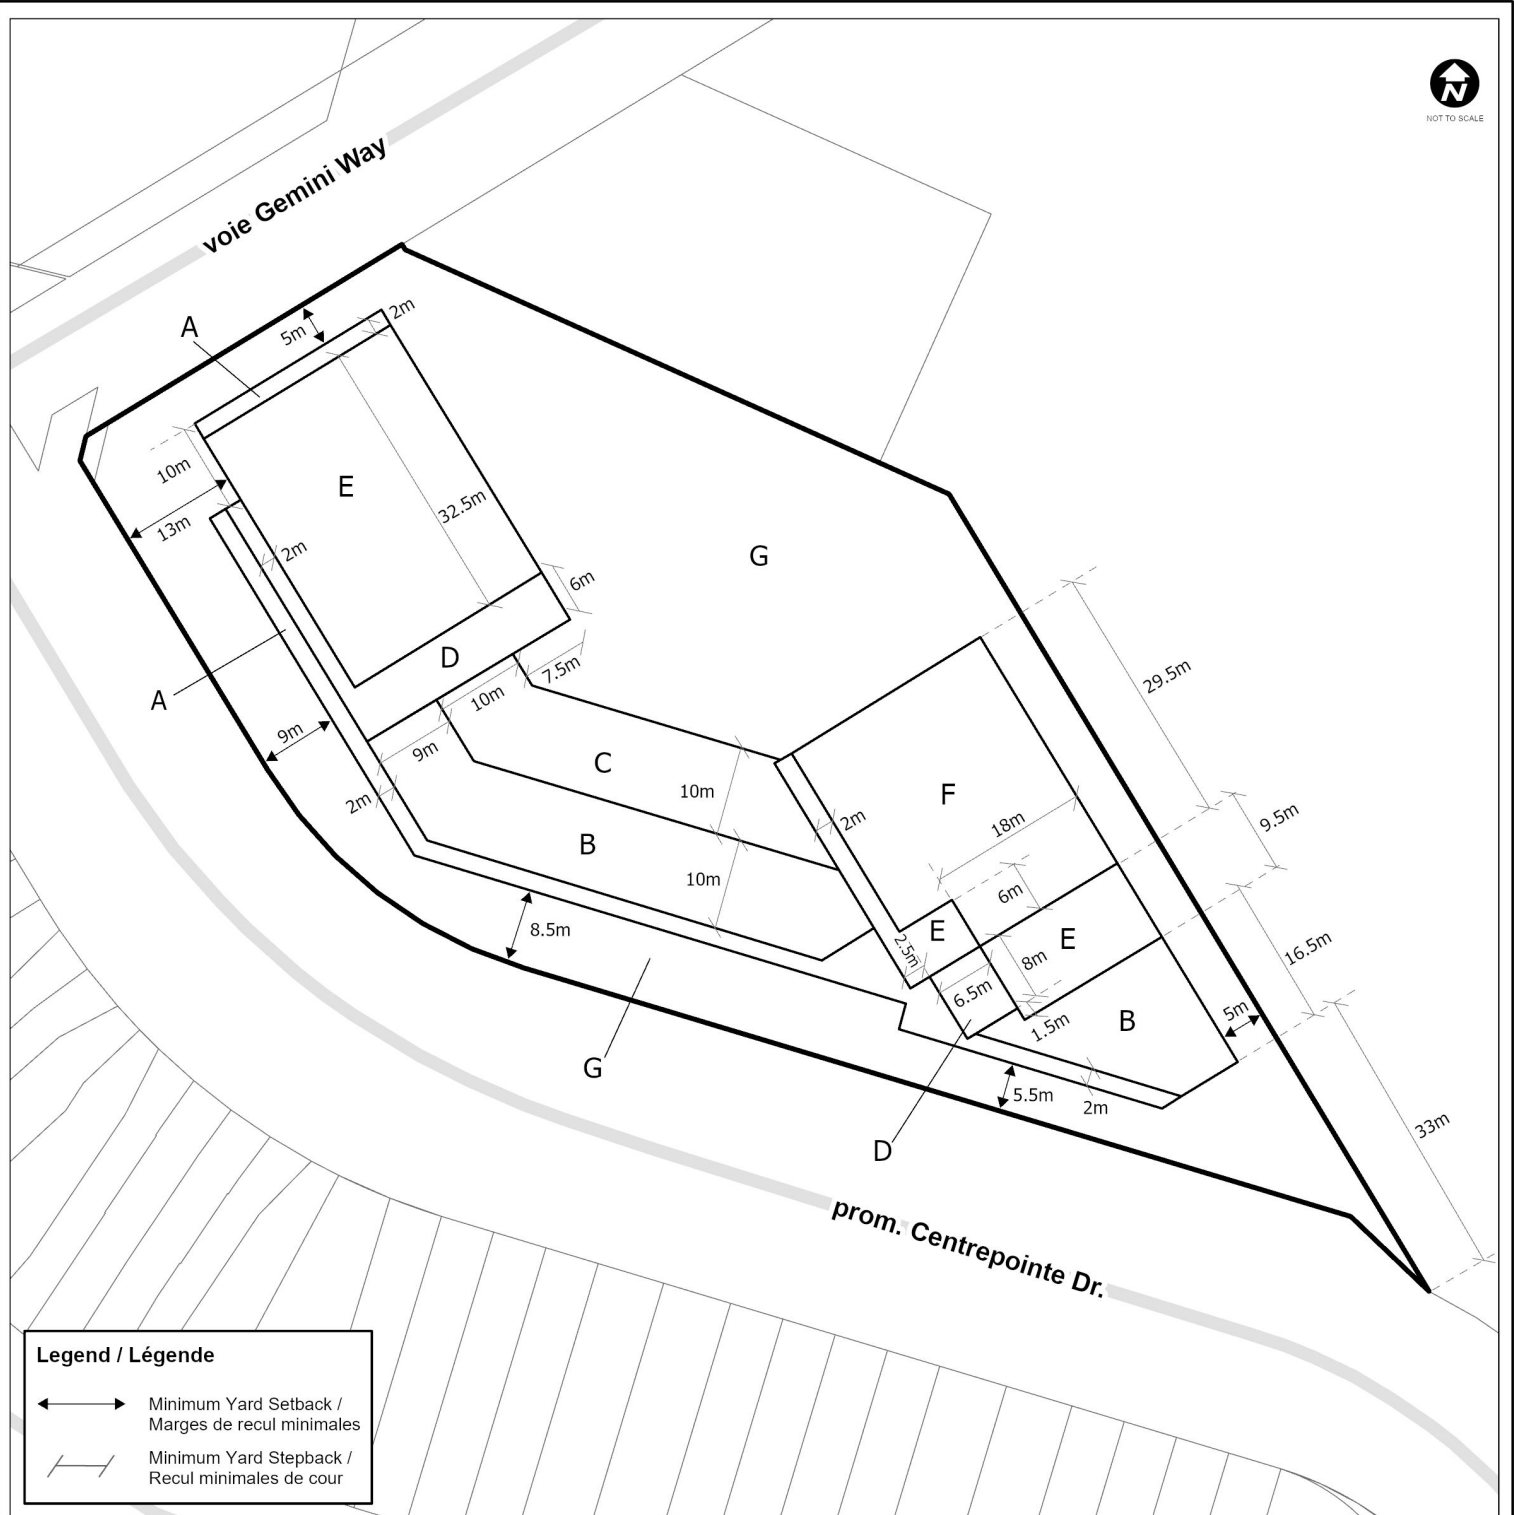 N
NOT TO SCALE
voie Gemini Way
A
5m
2m
10m
13m
E
32.5m
2m
6m
G
A
D
7.5m
10m
9m
9m
2m
C
10m
B
10m
8.5m
G
29.5m
F
2m
18m
9.5m
6m
E
E
2.5m
8m
6.5m
16.5m
1.5m
B
5m
5.5m
2m
D
33m
prom. Centrepointe Dr.
Legend / Légende
Minimum Yard Setback /
Marges de recul minimales
Minimum Yard Stepback /
Recul minimales de cour